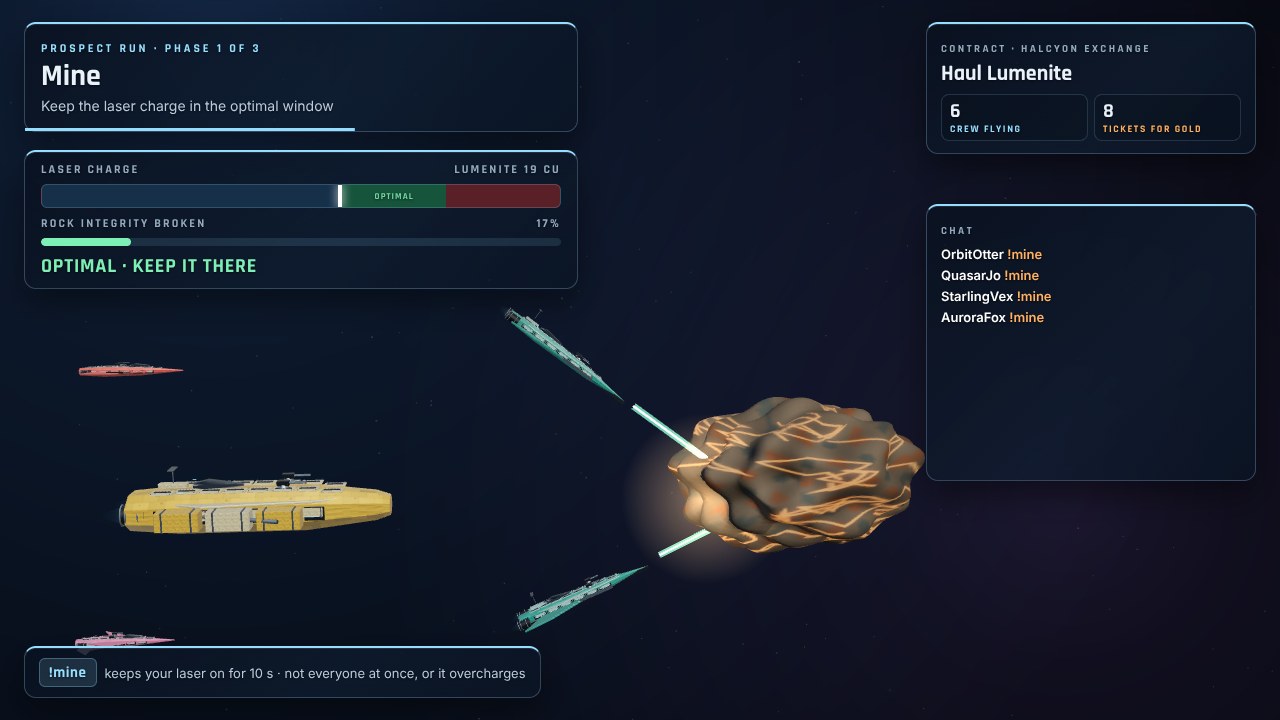 PROSPECT RUN · PHASE 1 OF 3
Mine
Keep the laser charge in the optimal window
LASER CHARGE
LUMENITE 19 CU
OPTIMAL
ROCK INTEGRITY BROKEN
17%
OPTIMAL · KEEP IT THERE
CONTRACT · HALCYON EXCHANGE
Haul Lumenite
6
CREW FLYING
8
TICKETS FOR GOLD
CHAT
OrbitOtter !mine
QuasarJo !mine
StarlingVex !mine
AuroraFox !mine
!mine keeps your laser on for 10 s · not everyone at once, or it overcharges